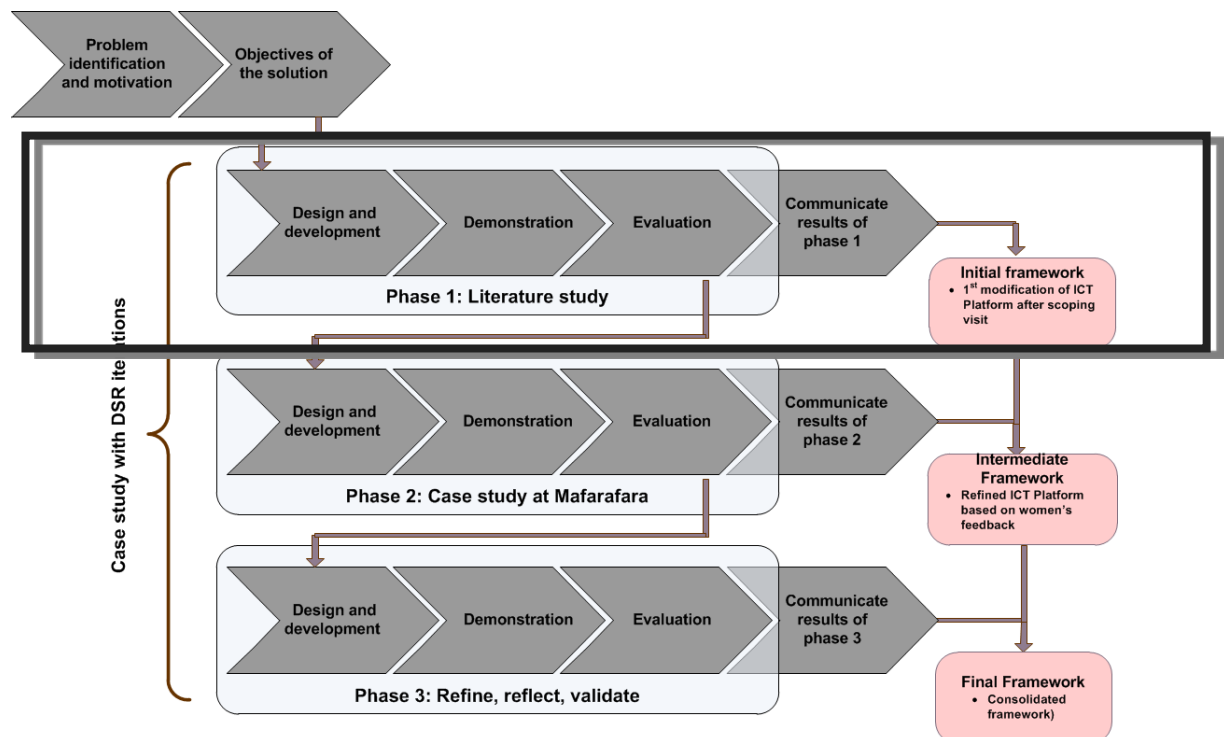 Problem
identification
and motivation
Objectives of
the solution
Case study with DSR iterations
Design and
development
Demonstration
Evaluation
Communicate
results of
phase 1
Phase 1: Literature study
Initial framework
• 1st modification of ICT
Platform after scoping
visit
Design and
development
Demonstration
Evaluation
Communicate
results of
phase 2
Phase 2: Case study at Mafarafara
Intermediate
Framework
• Refined ICT Platform
based on women's
feedback
Design and
development
Demonstration
Evaluation
Communicate
results of
phase 3
Phase 3: Refine, reflect, validate
Final Framework
• Consolidated
framework)